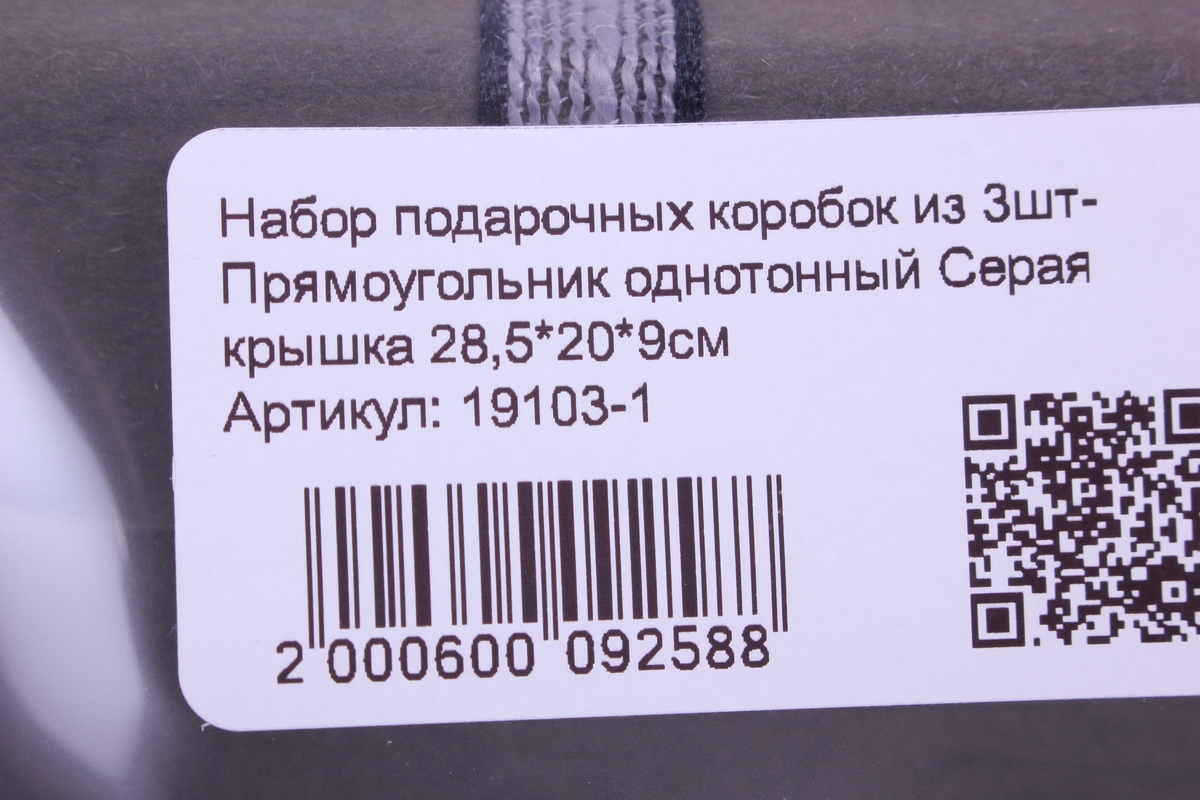 Набор подарочных коробок из 3шт-
Прямоугольник однотонный Серая
крышка 28,5*20*9см
Артикул: 19103-1
2 000600 092588